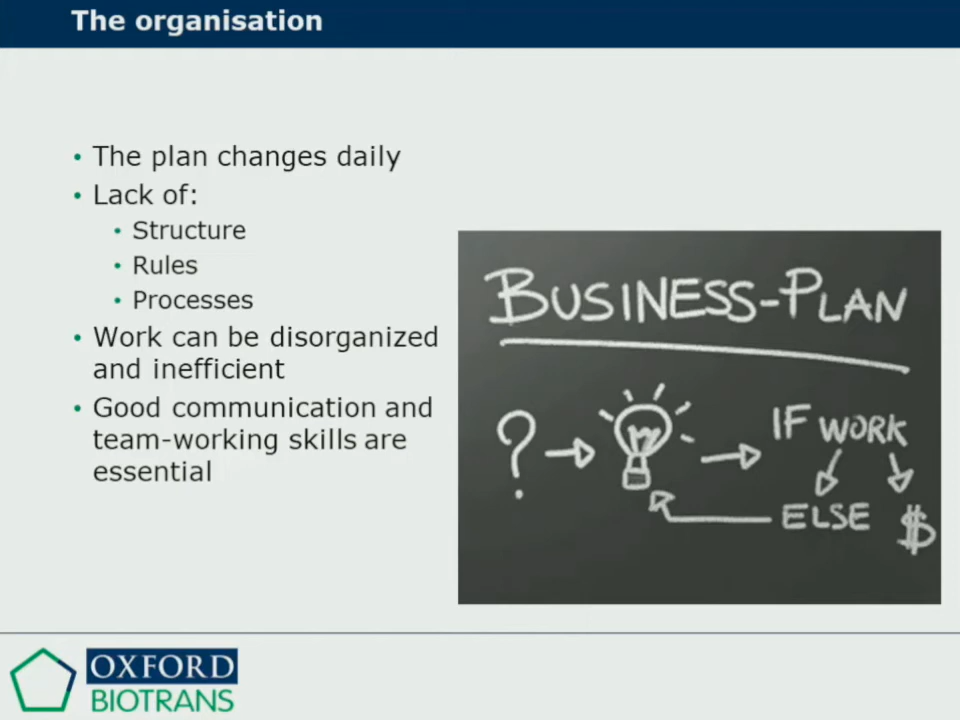 The organisation
• The plan changes daily
• Lack of:
• Structure
• Rules
• Processes
• Work can be disorganized
and inefficient
• Good communication and
team-working skills are
essential
BUSINESS-PLAN
? → → IF WORK
ELSE $
OXFORD
BIOTRANS